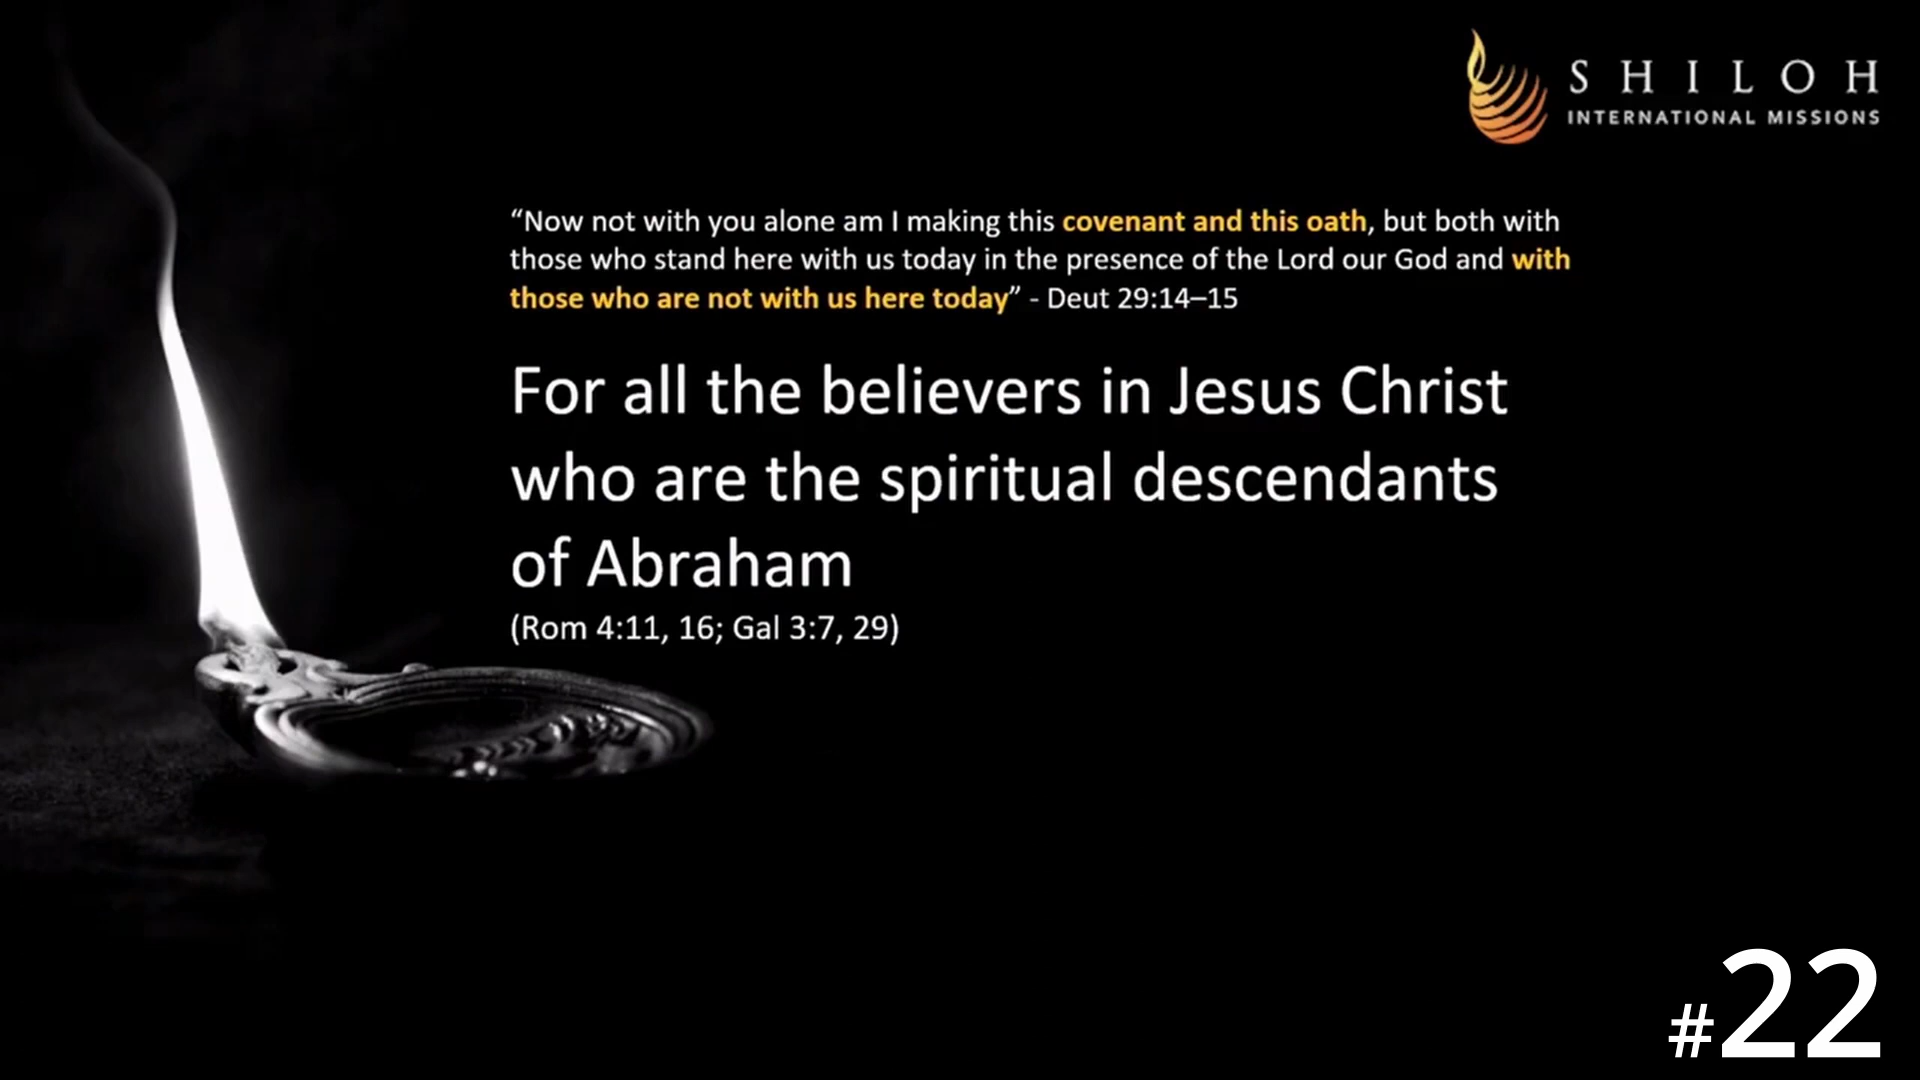 SHILOH
INTERNATIONAL MISSIONS
“Now not with you alone am I making this covenant and this oath, but both with
those who stand here with us today in the presence of the Lord our God and with
those who are not with us here today” - Deut 29:14–15
For all the believers in Jesus Christ
who are the spiritual descendants
of Abraham
(Rom 4:11, 16; Gal 3:7, 29)
#22